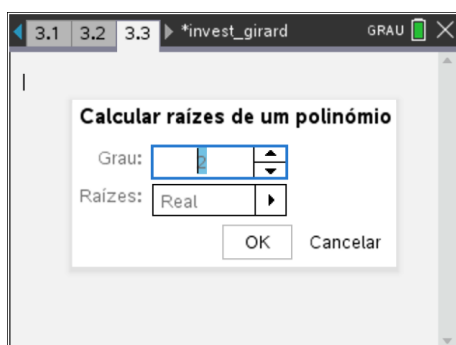 3.1 3.2 3.3 *invest_girard GRAU
Calcular raízes de um polinómio
Grau: 2
Raízes: Real
OK Cancelar